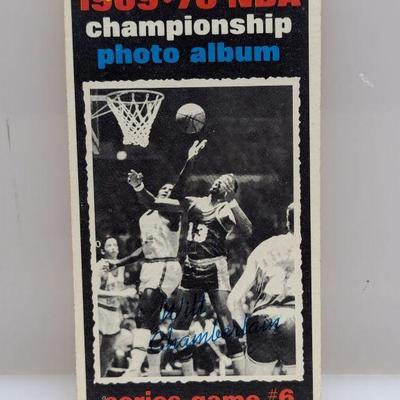 1969-70 NBA
championship
photo album
13
Wilt
Chamberlain
series game #6